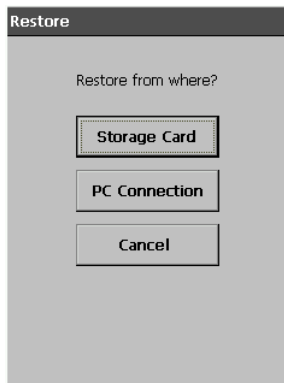 Restore
Restore from where?
Storage Card
PC Connection
Cancel